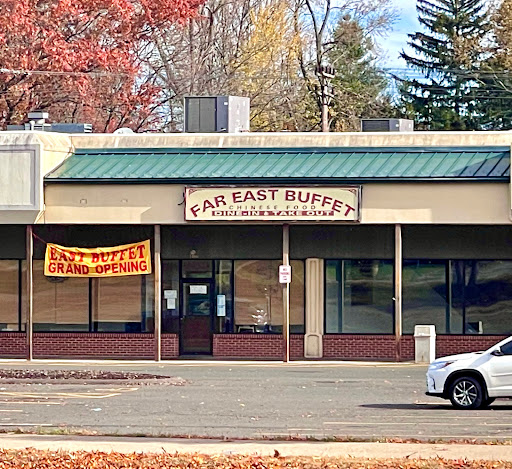 FAR EAST BUFFET
CHINESE FOOD
DINE-IN & TAKE OUT
EAST BUFFET
GRAND OPENING